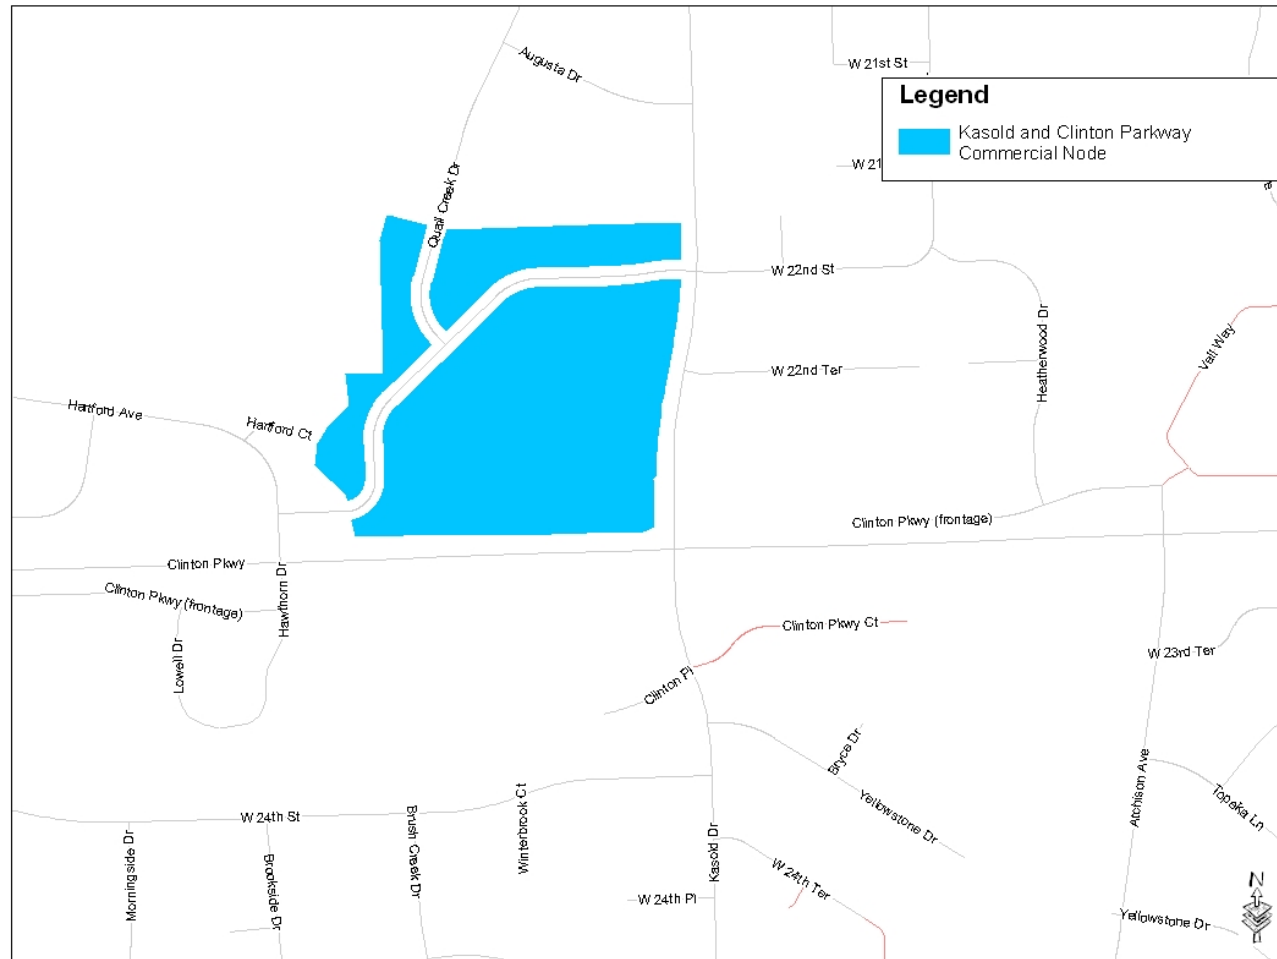 Augusta Dr
W 21st St
Legend
Kasold and Clinton Parkway
Commercial Node
W 21
Quail Creek Dr
W 22nd St
Heatherwood Dr
Vail Way
W 22nd Ter
Hartford Ave
Hartford Ct
Clinton Pkwy (frontage)
Clinton Pkwy
Clinton Pkwy (frontage)
Hawthorn Dr
Lowell Dr
Clinton Pkwy Ct
W 23rd Ter
Clinton Pl
Bryce Dr
Yellowstone Dr
Atchison Ave
Topeka Ln
W 24th St
Winterbrook Ct
Brush Creek Dr
Morningside Dr
Brookside Dr
Kasold Dr
W 24th Ter
W 24th Pl
Yellowstone Dr
N